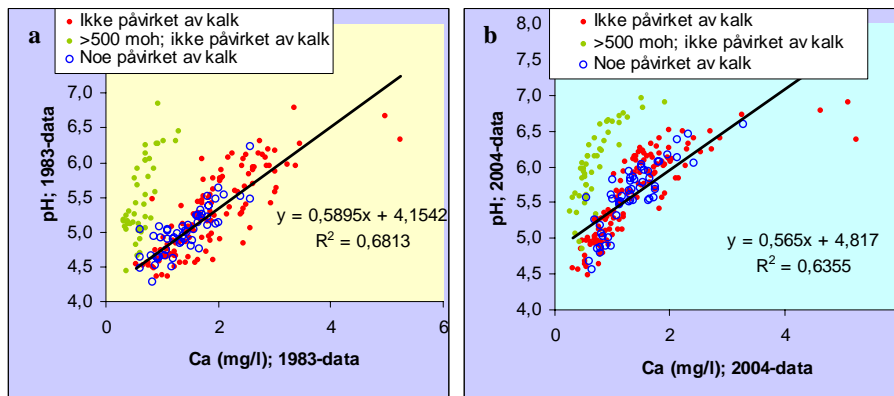 Ikke påvirket av kalk
>500 moh; ikke påvirket av kalk
Noe påvirket av kalk
a
7,0
6,5
6,0
5,5
5,0
4,5
4,0
pH; 1983-data
y = 0,5895x + 4,1542
R² = 0,6813
0
2
4
6
Ca (mg/l); 1983-data
Ikke påvirket av kalk
>500 moh; ikke påvirket av kalk
Noe påvirket av kalk
b
8,0
7,5
7,0
6,5
6,0
5,5
5,0
4,5
4,0
pH; 2004-data
y = 0,565x + 4,817
R² = 0,6355
0
2
4
Ca (mg/l); 2004-data